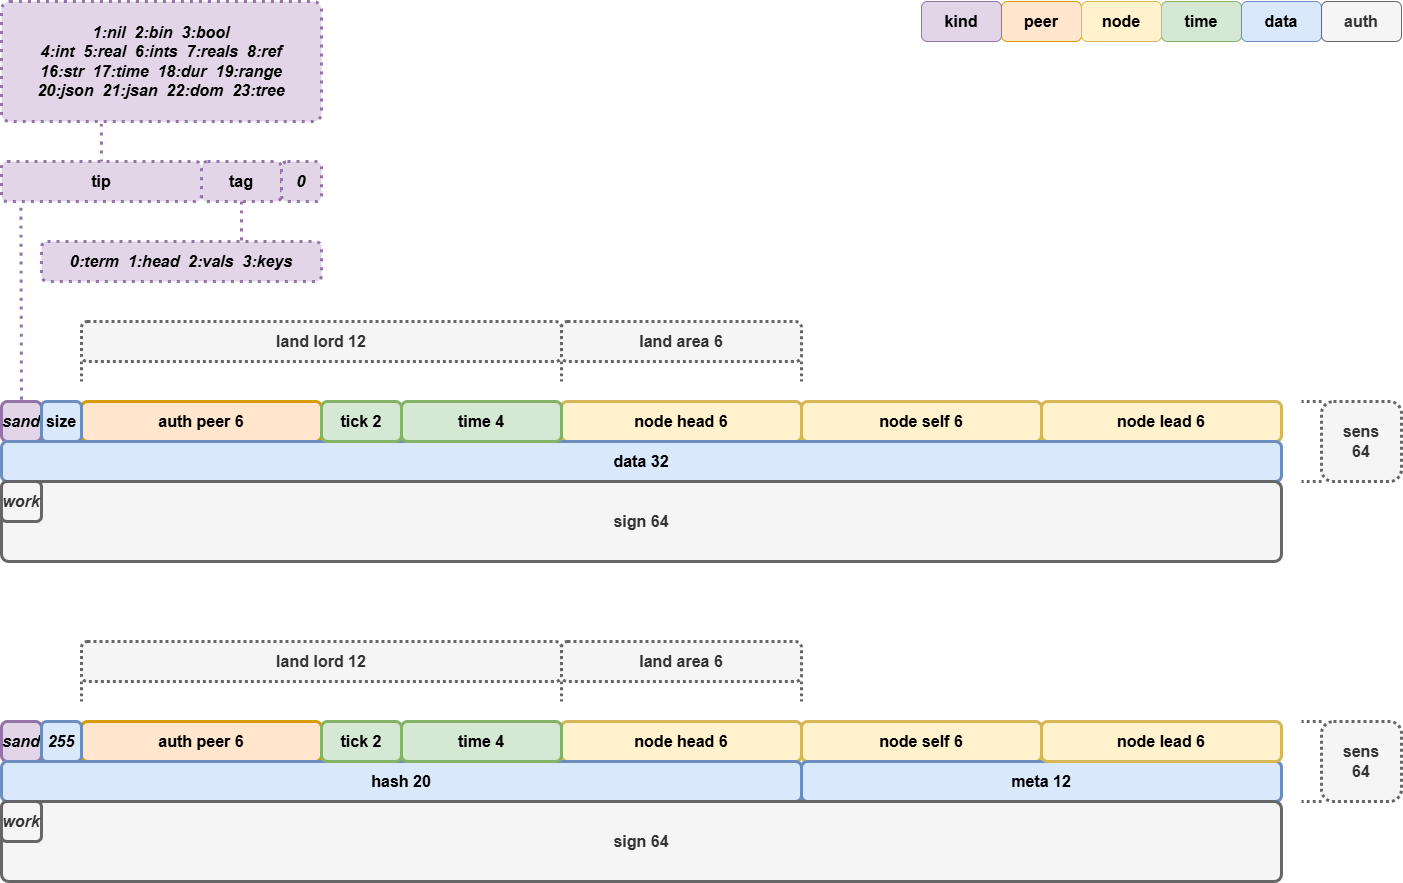 1:nil 2:bin 3:bool
4:int 5:real 6:ints 7:reals 8:ref
16:str 17:time 18:dur 19:range
20:json 21:jsan 22:dom 23:tree
kind peer node time data auth
tip tag 0
0:term 1:head 2:vals 3:keys
land lord 12 land area 6
sand size auth peer 6 tick 2 time 4 node head 6 node self 6 node lead 6
sens
64
data 32
work
sign 64
land lord 12 land area 6
sand 255 auth peer 6 tick 2 time 4 node head 6 node self 6 node lead 6
sens
64
hash 20 meta 12
work
sign 64